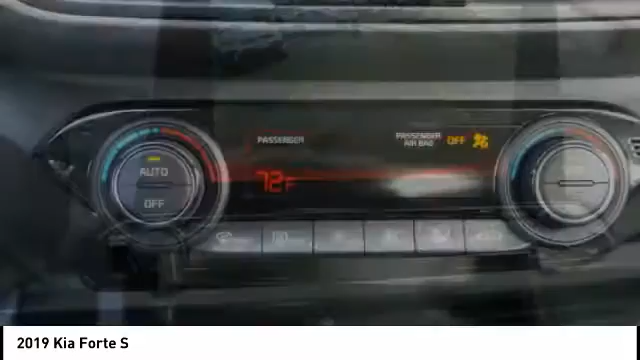 PASSENGER
PASSENGER
AIR BAG OFF
AUTO
72F
OFF
2019 Kia Forte S